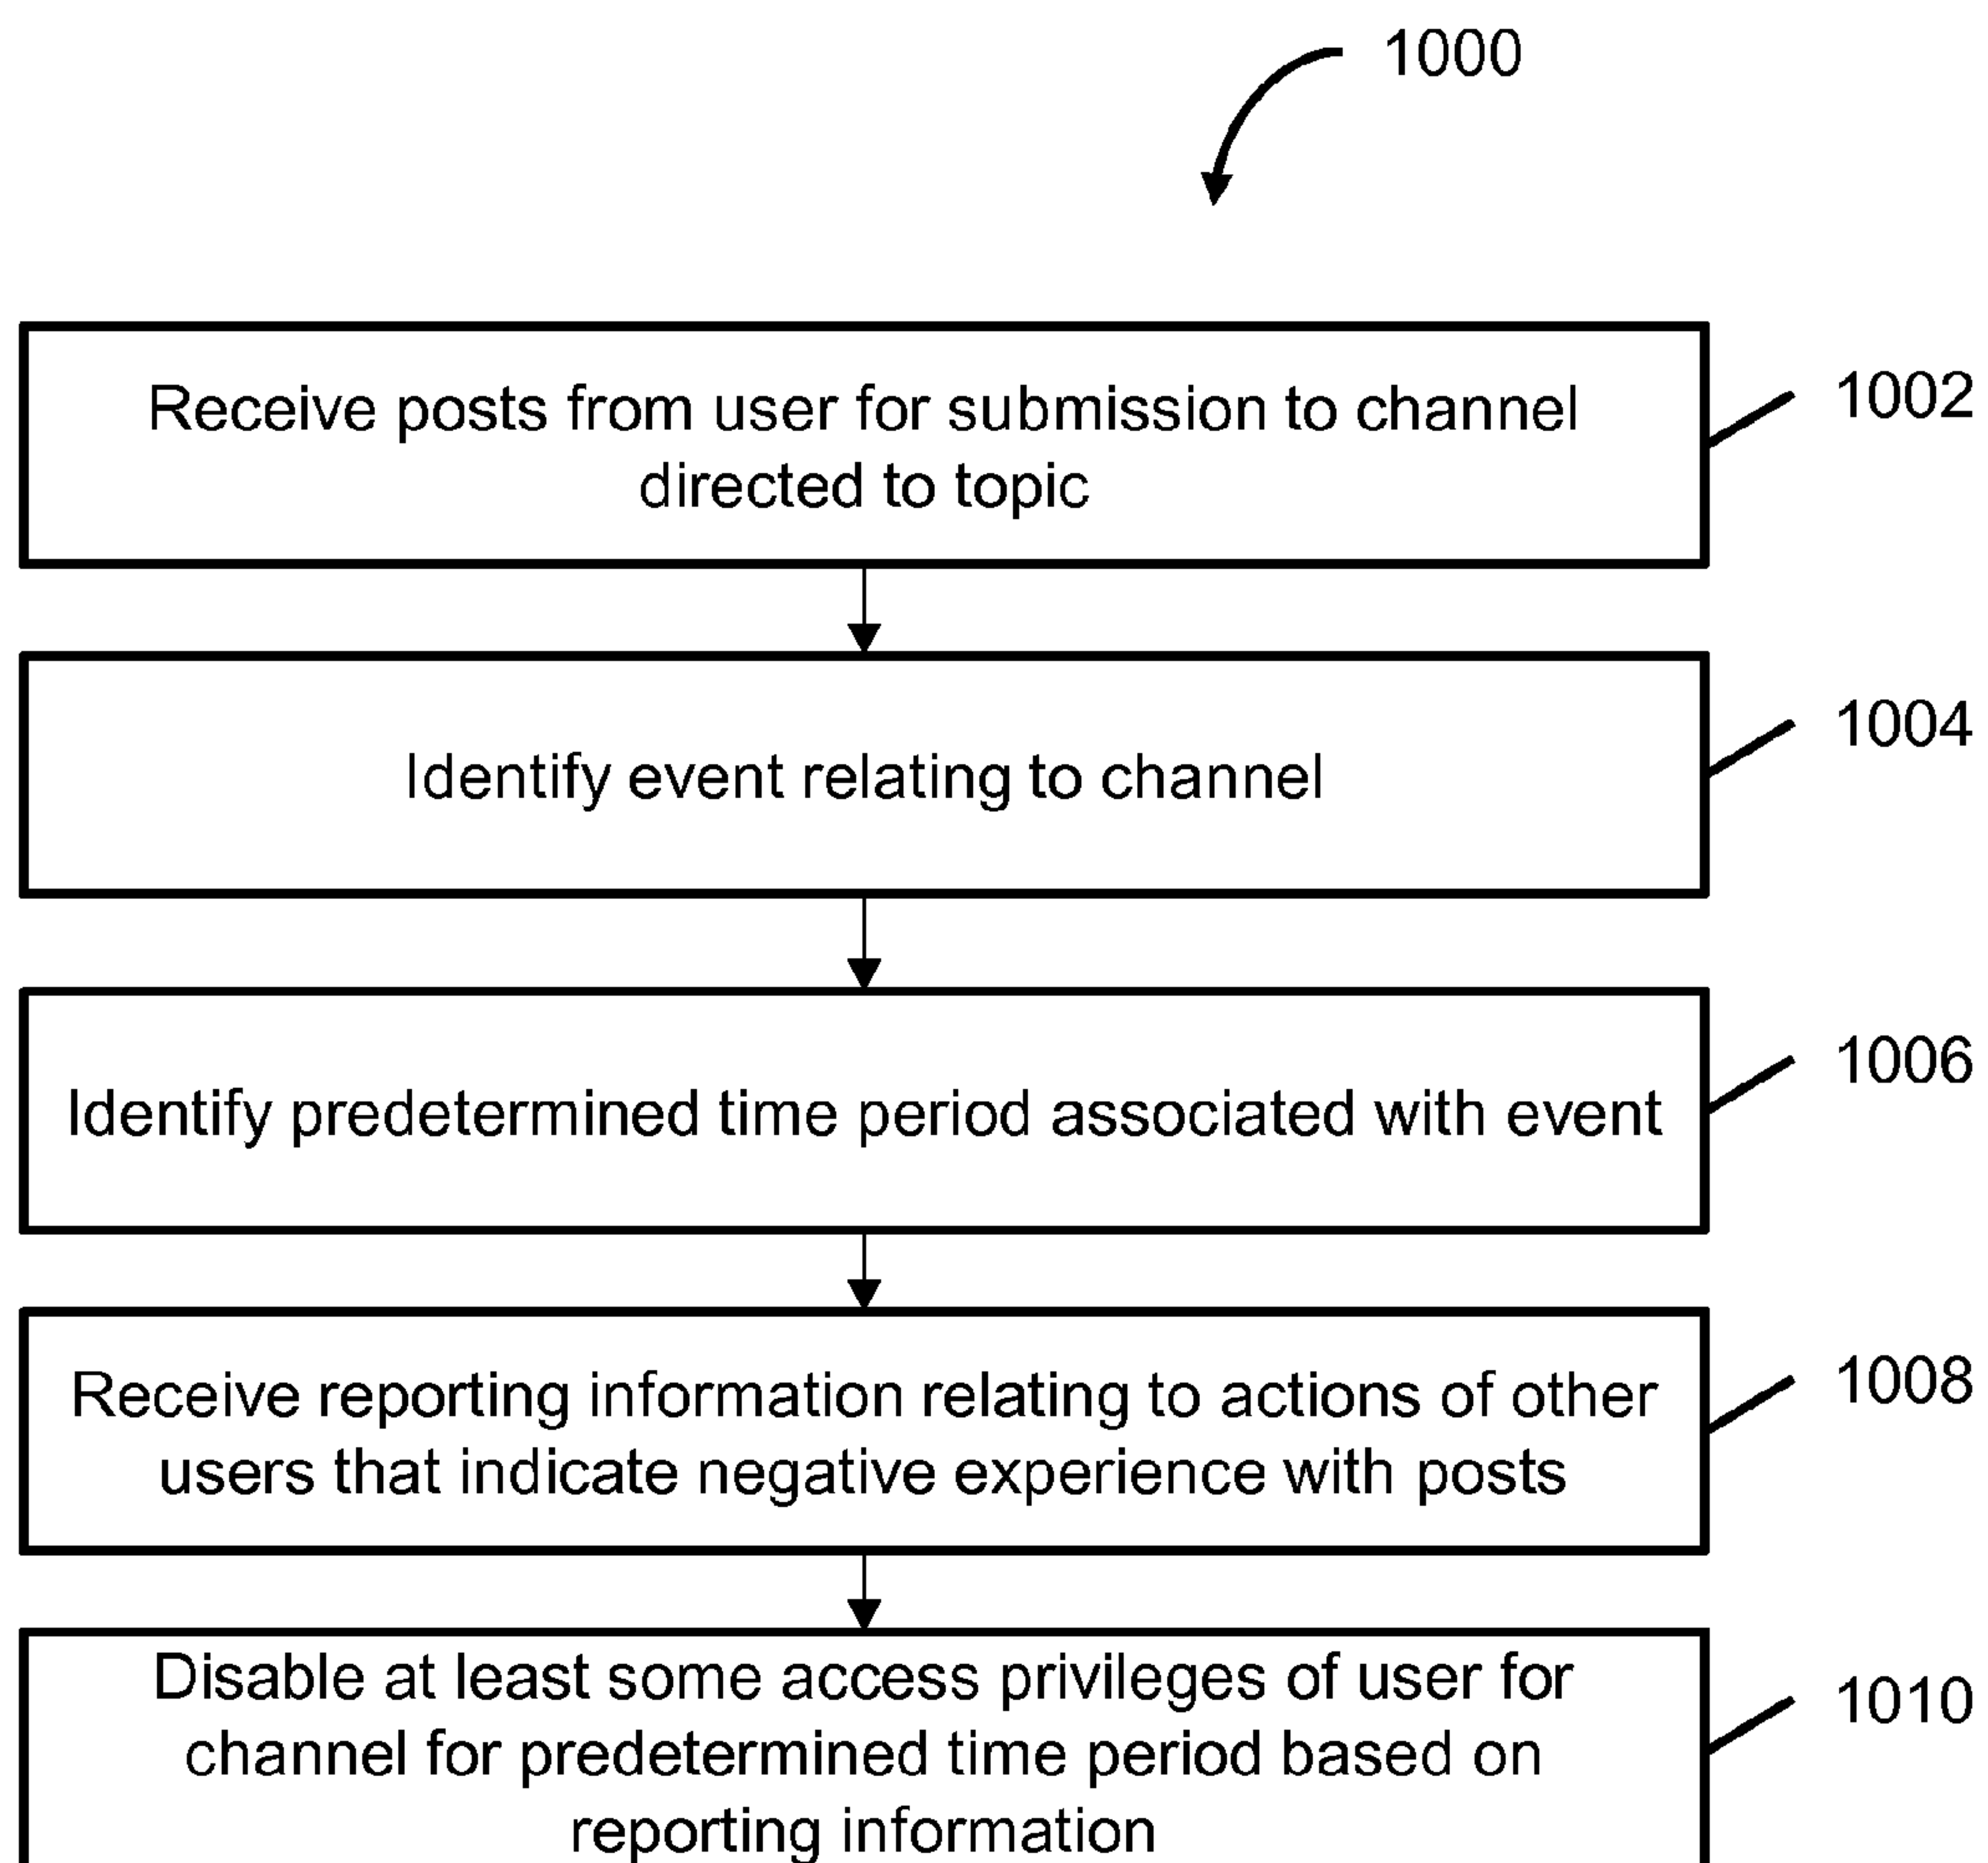 1000
Receive posts from user for submission to channel
directed to topic
1002
Identify event relating to channel
1004
Identify predetermined time period associated with event
1006
Receive reporting information relating to actions of other
users that indicate negative experience with posts
1008
Disable at least some access privileges of user for
channel for predetermined time period based on
reporting information
1010